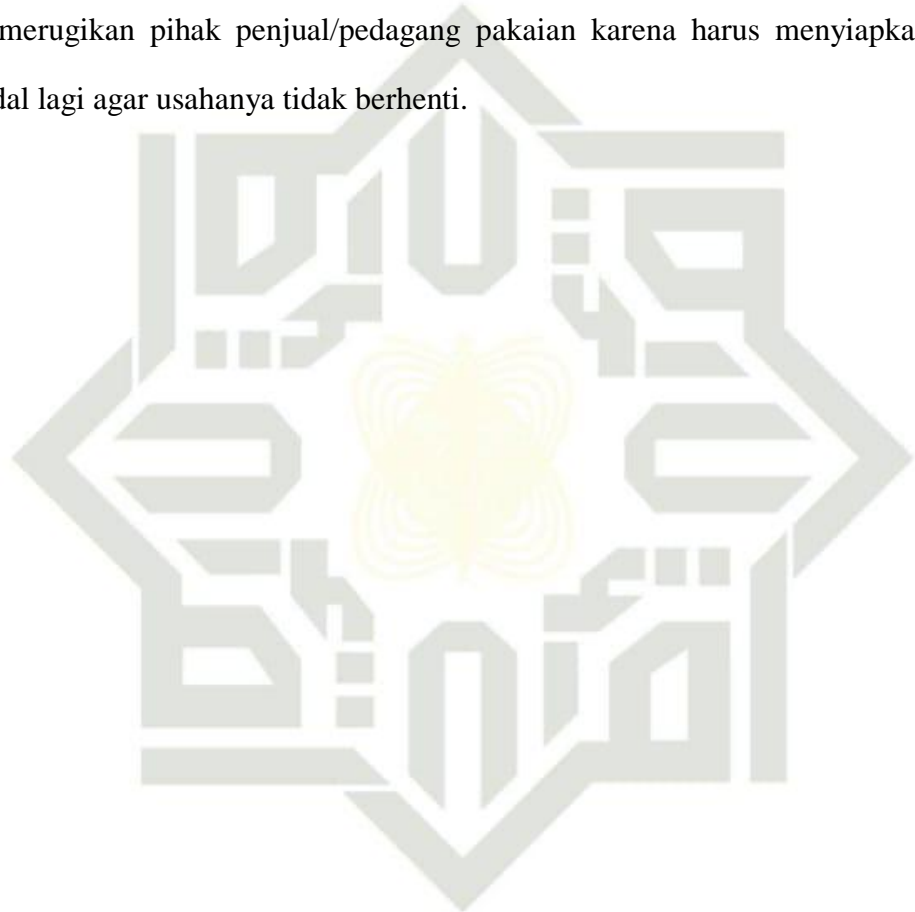 merugikan pihak penjual/pedagang pakaian karena harus menyiapka
dal lagi agar usahanya tidak berhenti.